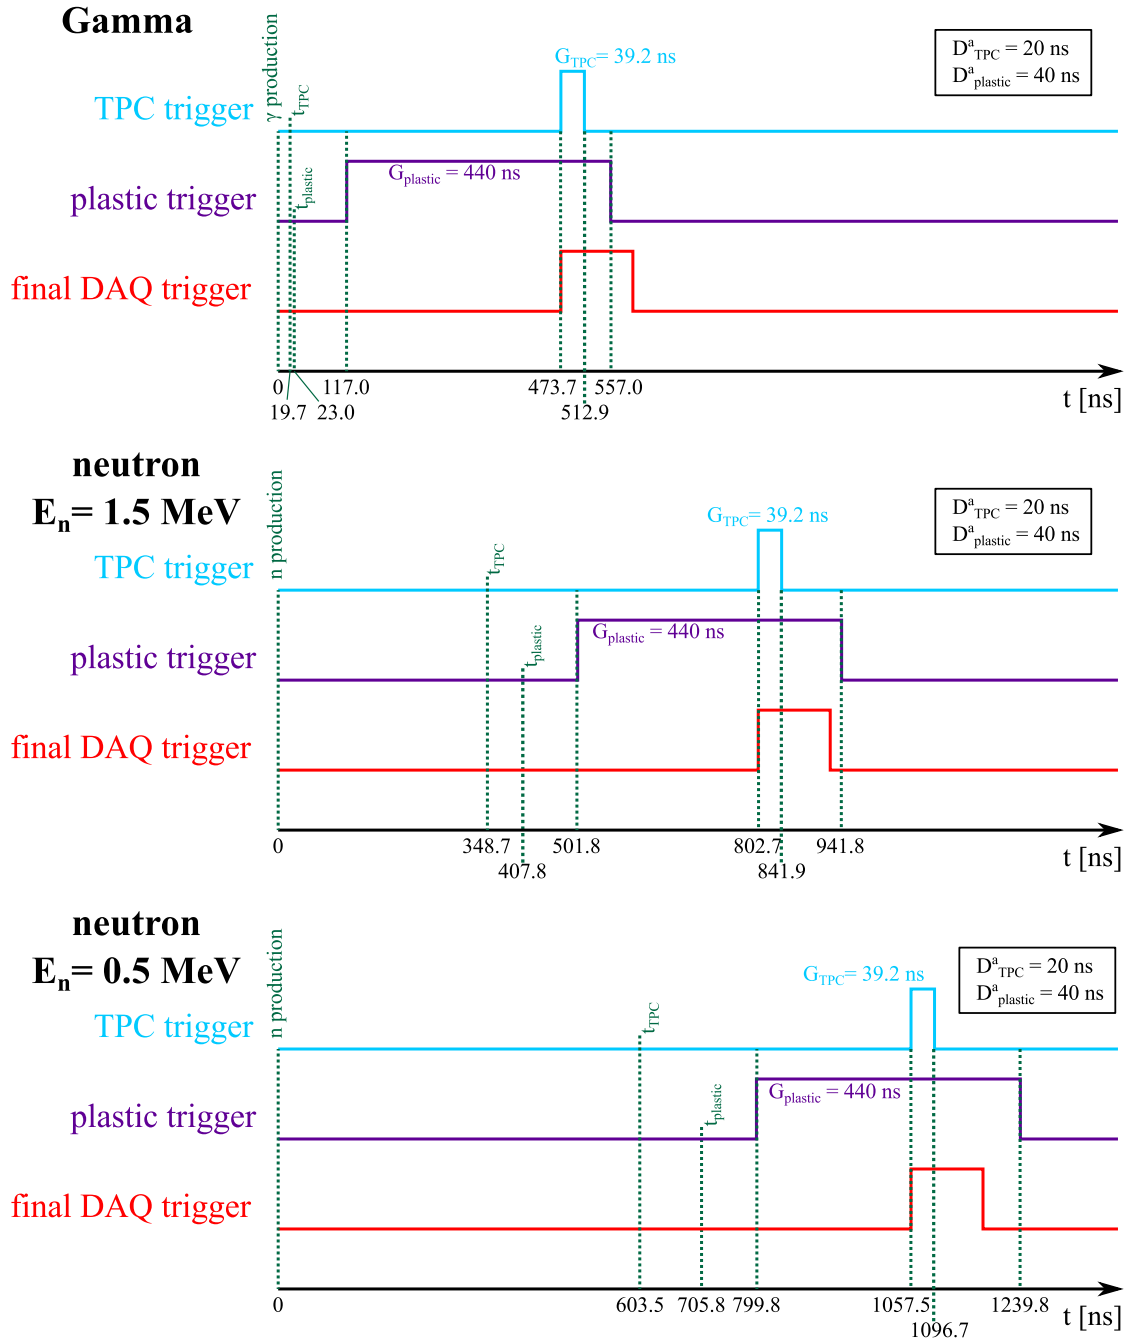 Gamma
γ production
t_TPC
G_TPC= 39.2 ns
D^a_TPC = 20 ns
D^a_plastic = 40 ns
TPC trigger
t_plastic
G_plastic = 440 ns
plastic trigger
final DAQ trigger
0 117.0 473.7 557.0
19.7 23.0 512.9
t [ns]
neutron
E_n= 1.5 MeV
n production
t_TPC
G_TPC= 39.2 ns
D^a_TPC = 20 ns
D^a_plastic = 40 ns
TPC trigger
t_plastic
G_plastic = 440 ns
plastic trigger
final DAQ trigger
0 348.7 501.8 802.7 941.8
407.8 841.9
t [ns]
neutron
E_n= 0.5 MeV
n production
t_TPC
G_TPC= 39.2 ns
D^a_TPC = 20 ns
D^a_plastic = 40 ns
TPC trigger
t_plastic
G_plastic = 440 ns
plastic trigger
final DAQ trigger
0 603.5 705.8 799.8 1057.5 1239.8
1096.7
t [ns]